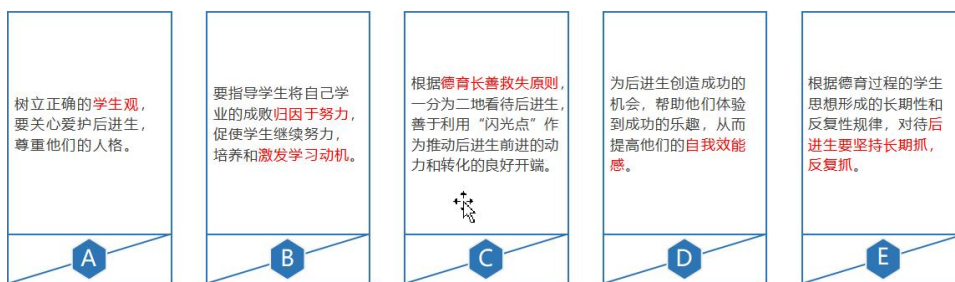 树立正确的学生观，
要关心爱护后进生，
尊重他们的人格。
A
要指导学生将自己学
业的成败归因于努力，
促使学生继续努力，
培养和激发学习动机。
B
根据德育长善救失原则，
一分为二地看待后进生，
善于利用“闪光点”作
为推动后进生前进的动
力和转化的良好开端。
C
为后进生创造成功的
机会，帮助他们体验
到成功的乐趣，从而
提高他们的自我效能
感。
D
根据德育过程的学生
思想形成的长期性和
反复性规律，对待后
进生要坚持长期抓，
反复抓。
E